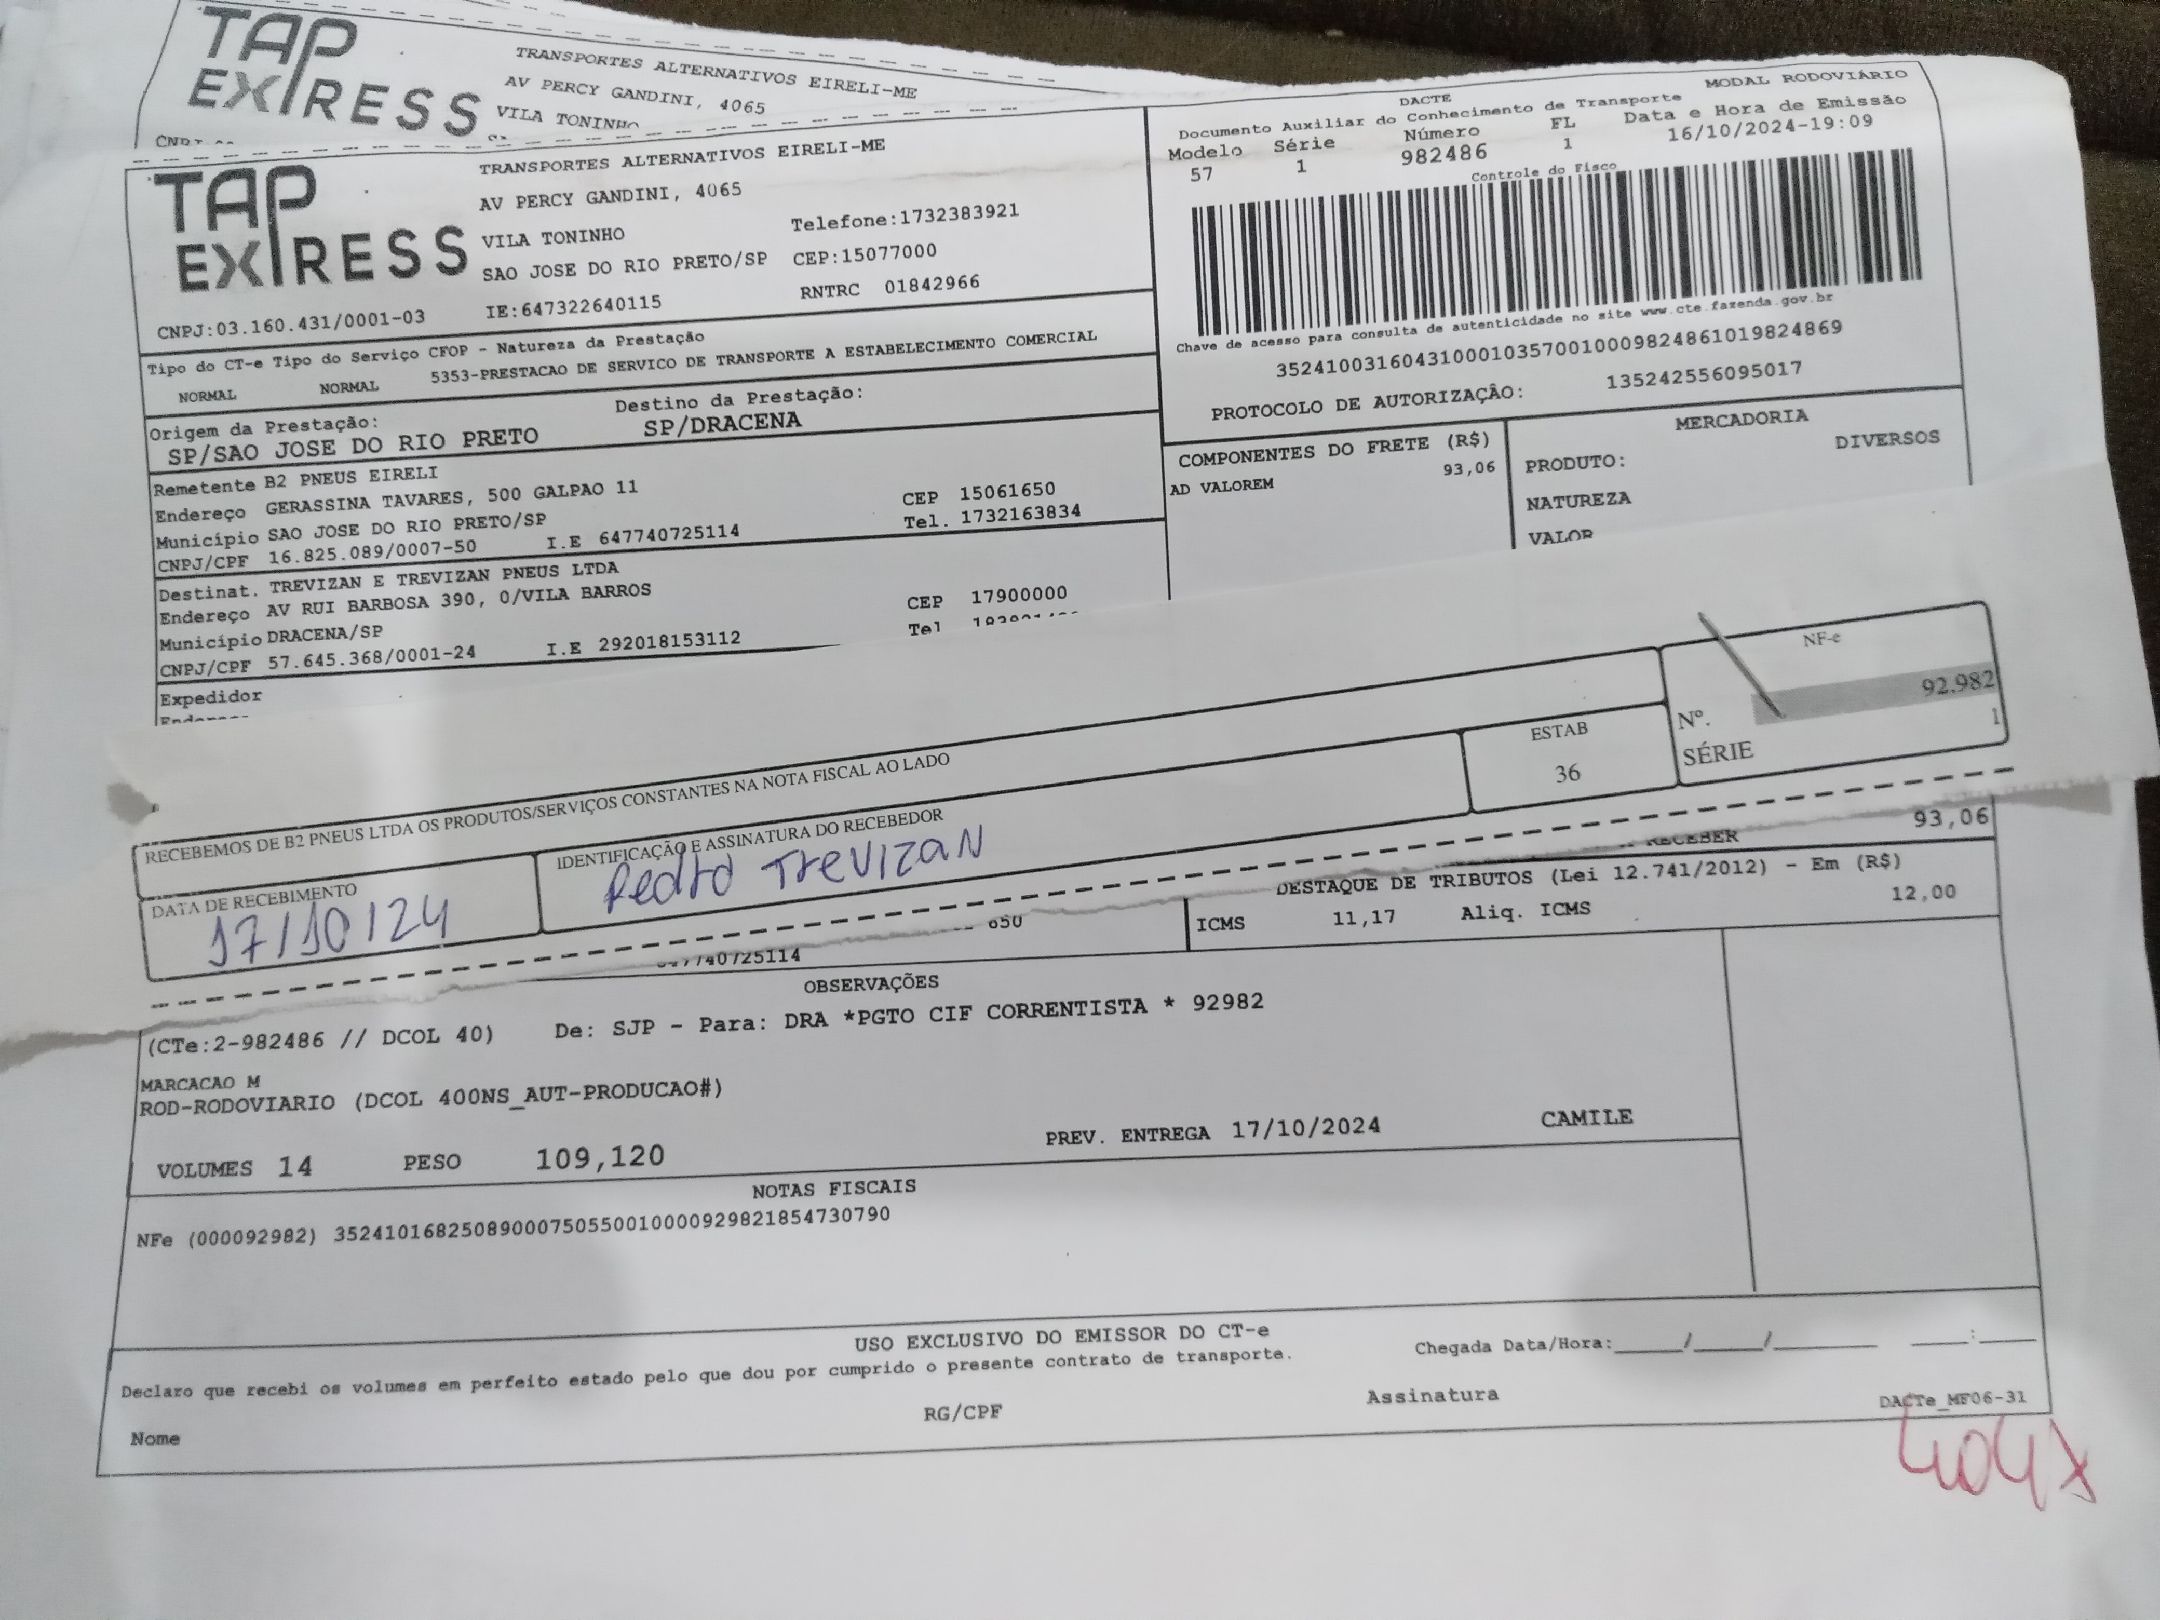 TAP
EXPRESS
TRANSPORTES ALTERNATIVOS EIRELI-ME
AV PERCY GANDINI, 4065
VILA TONINHO
TAP
EXPRESS
TRANSPORTES ALTERNATIVOS EIRELI-ME
AV PERCY GANDINI, 4065
VILA TONINHO Telefone:1732383921
SAO JOSE DO RIO PRETO/SP CEP:15077000
CNPJ:03.160.431/0001-03 IE:647322640115 RNTRC 01842966
DACTE MODAL RODOVIÁRIO
Documento Auxiliar do Conhecimento de Transporte
Modelo Série Número FL Data e Hora de Emissão
57 1 982486 1 16/10/2024-19:09
Controle do Fisco
Chave de acesso para consulta de autenticidade no site www.cte.fazenda.gov.br
35241003160431000103570010009824861019824869
PROTOCOLO DE AUTORIZAÇÂO: 135242556095017
Tipo do CT-e Tipo do Serviço CFOP - Natureza da Prestação
NORMAL NORMAL 5353-PRESTACAO DE SERVICO DE TRANSPORTE A ESTABELECIMENTO COMERCIAL
Origem da Prestação: Destino da Prestação:
SP/SAO JOSE DO RIO PRETO SP/DRACENA
COMPONENTES DO FRETE (R$) MERCADORIA
AD VALOREM 93,06 PRODUTO: DIVERSOS
NATUREZA
VALOR
Remetente B2 PNEUS EIRELI
Endereço GERASSINA TAVARES, 500 GALPAO 11 CEP 15061650
Município SAO JOSE DO RIO PRETO/SP Tel. 1732163834
CNPJ/CPF 16.825.089/0007-50 I.E 647740725114
Destinat. TREVIZAN E TREVIZAN PNEUS LTDA
Endereço AV RUI BARBOSA 390, 0/VILA BARROS CEP 17900000
Município DRACENA/SP Tel
CNPJ/CPF 57.645.368/0001-24 I.E 292018153112
Expedidor
RECEBEMOS DE B2 PNEUS LTDA OS PRODUTOS/SERVIÇOS CONSTANTES NA NOTA FISCAL AO LADO
NF-e
Nº. 92.982
SÉRIE 1
ESTAB
36
DATA DE RECEBIMENTO IDENTIFICAÇÃO E ASSINATURA DO RECEBEDOR
17/10/24 Pedro Trevizan
RECEBER 93,06
DESTAQUE DE TRIBUTOS (Lei 12.741/2012) - Em (R$)
ICMS 11,17 Aliq. ICMS 12,00
OBSERVAÇÕES
(CTe:2-982486 // DCOL 40) De: SJP - Para: DRA *PGTO CIF CORRENTISTA * 92982
MARCACAO M
ROD-RODOVIARIO (DCOL 400NS_AUT-PRODUCAO#)
VOLUMES 14 PESO 109,120 PREV. ENTREGA 17/10/2024 CAMILE
NOTAS FISCAIS
NFe (000092982) 35241016825089000750550010000929821854730790
USO EXCLUSIVO DO EMISSOR DO CT-e
Declaro que recebi os volumes em perfeito estado pelo que dou por cumprido o presente contrato de transporte. Chegada Data/Hora:____/____/______ ____:____
Nome RG/CPF Assinatura DACTe_MF06-31